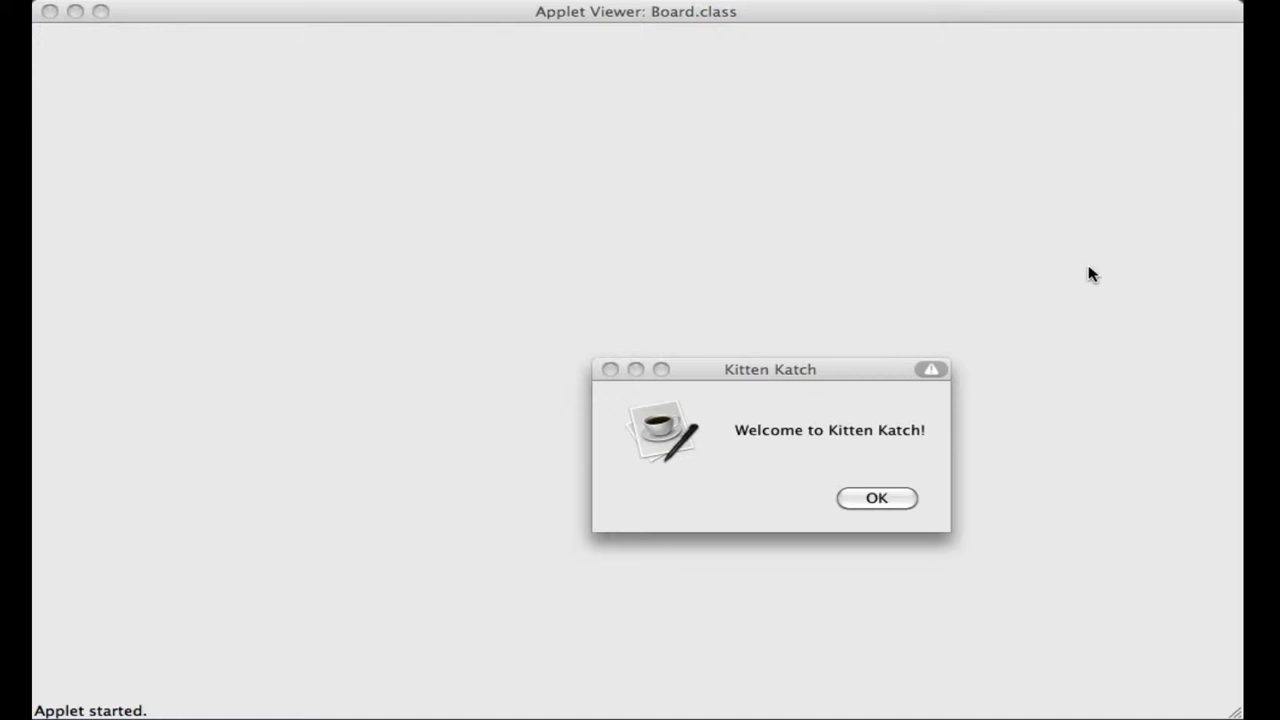 Applet Viewer: Board.class
Kitten Katch
Welcome to Kitten Katch!
OK
Applet started.